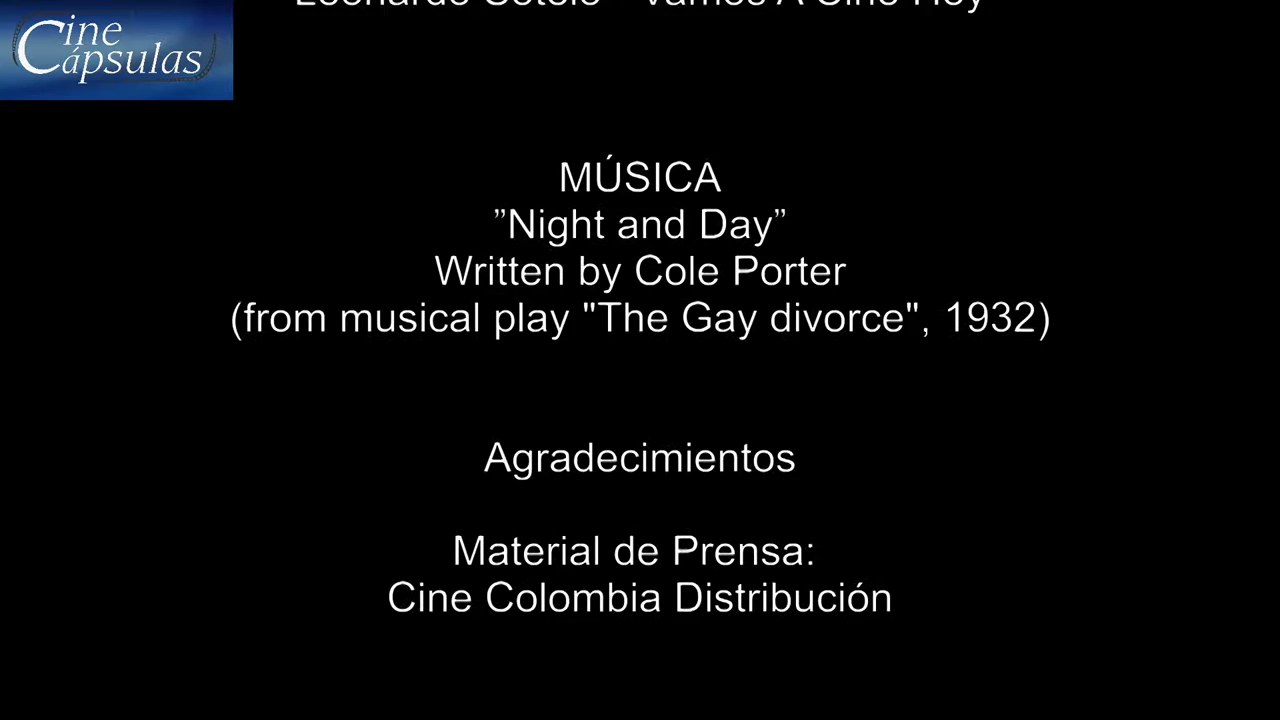 Cine
Cápsulas
MÚSICA
”Night and Day”
Written by Cole Porter
(from musical play "The Gay divorce", 1932)
Agradecimientos
Material de Prensa:
Cine Colombia Distribución